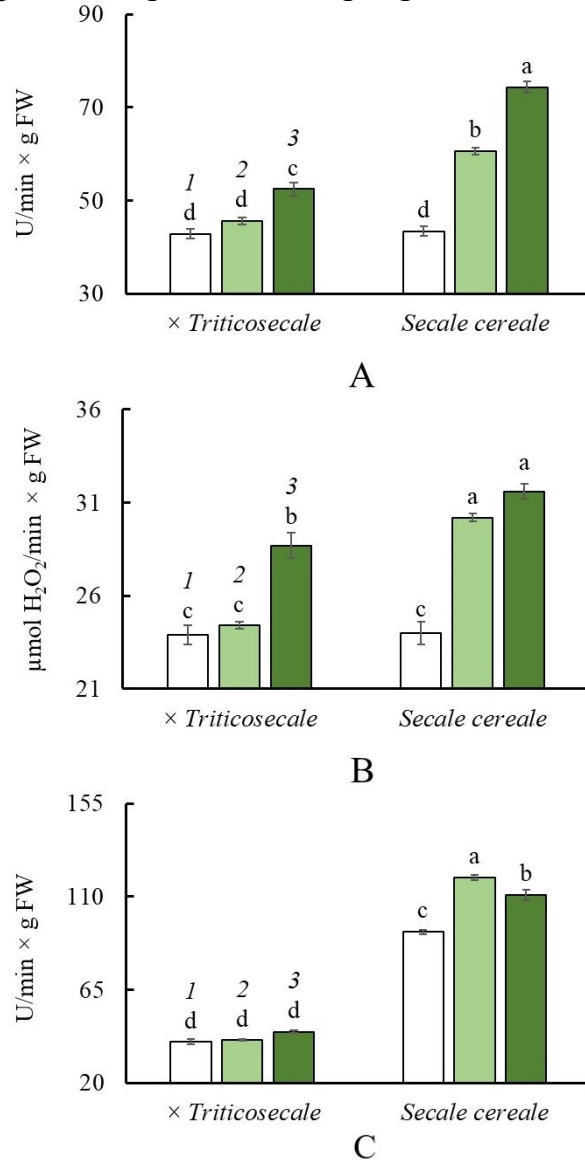 90
70
50
30
U/min × g FW
1
2
3
d
d
c
d
b
a
× Triticosecale
Secale cereale
A
36
31
26
21
µmol H₂O₂/min × g FW
1
2
3
c
c
b
c
a
a
× Triticosecale
Secale cereale
B
155
110
65
20
U/min × g FW
1
2
3
d
d
d
c
a
b
× Triticosecale
Secale cereale
C